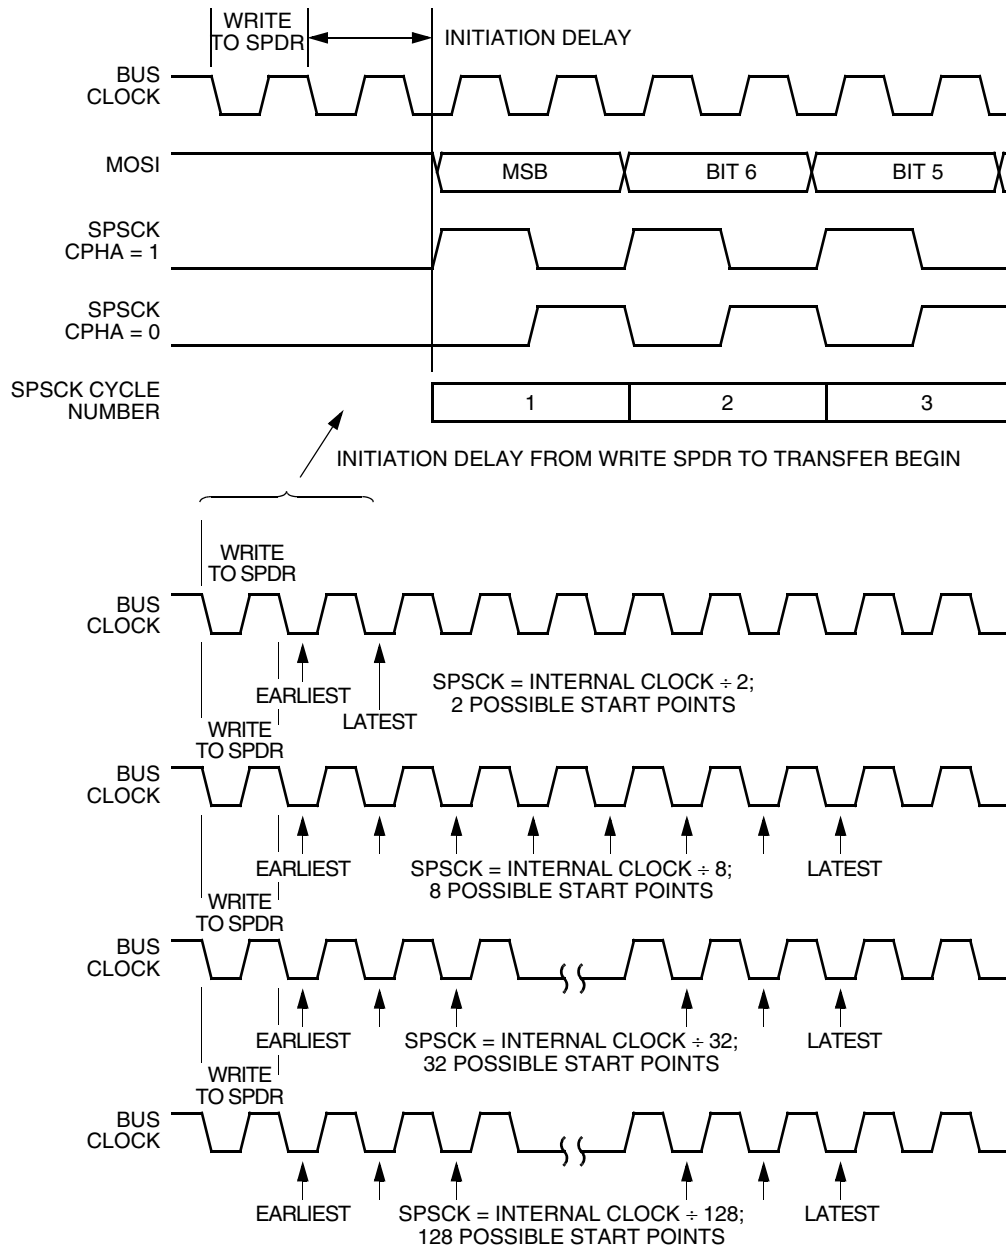 WRITE
TO SPDR
INITIATION DELAY
BUS
CLOCK
MOSI
MSB
BIT 6
BIT 5
SPSCK
CPHA = 1
SPSCK
CPHA = 0
SPSCK CYCLE
NUMBER
1
2
3
INITIATION DELAY FROM WRITE SPDR TO TRANSFER BEGIN
WRITE
TO SPDR
BUS
CLOCK
EARLIEST
LATEST
SPSCK = INTERNAL CLOCK ÷ 2;
2 POSSIBLE START POINTS
WRITE
TO SPDR
BUS
CLOCK
EARLIEST
SPSCK = INTERNAL CLOCK ÷ 8;
8 POSSIBLE START POINTS
LATEST
WRITE
TO SPDR
BUS
CLOCK
EARLIEST
SPSCK = INTERNAL CLOCK ÷ 32;
32 POSSIBLE START POINTS
LATEST
WRITE
TO SPDR
BUS
CLOCK
EARLIEST
SPSCK = INTERNAL CLOCK ÷ 128;
128 POSSIBLE START POINTS
LATEST